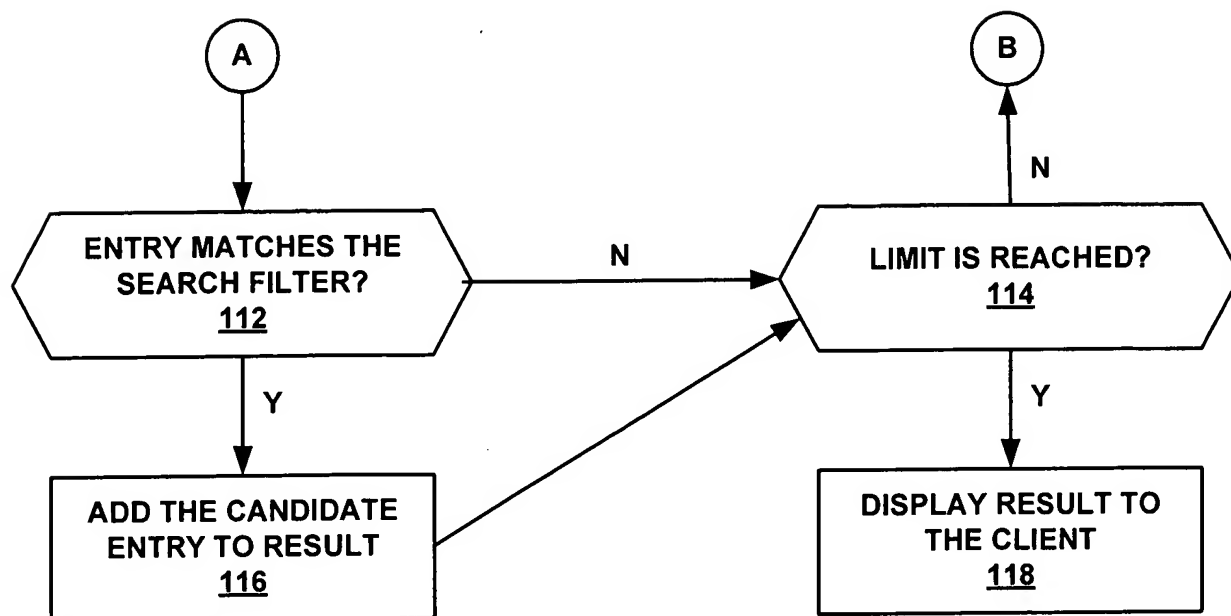 A
B
N
ENTRY MATCHES THE
SEARCH FILTER?
112
N
LIMIT IS REACHED?
114
Y
Y
ADD THE CANDIDATE
ENTRY TO RESULT
116
DISPLAY RESULT TO
THE CLIENT
118